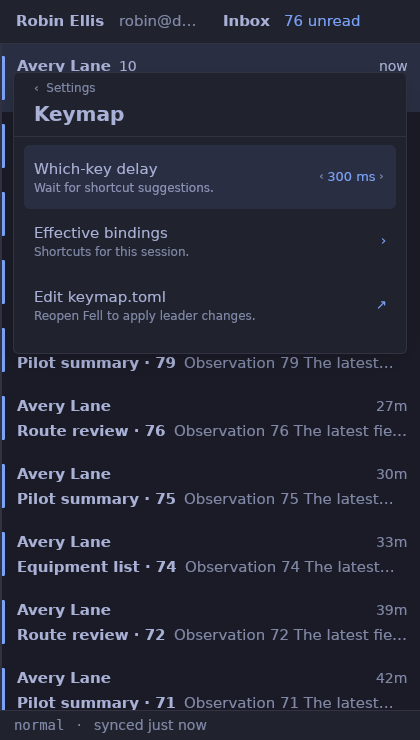 Robin Ellis robin@d… Inbox 76 unread
Avery Lane 10 now
‹ Settings
Keymap
Which-key delay ‹ 300 ms ›
Wait for shortcut suggestions.
Effective bindings ›
Shortcuts for this session.
Edit keymap.toml ↗
Reopen Fell to apply leader changes.
Pilot summary · 79 Observation 79 The latest…
Avery Lane 27m
Route review · 76 Observation 76 The latest fie…
Avery Lane 30m
Pilot summary · 75 Observation 75 The latest…
Avery Lane 33m
Equipment list · 74 Observation 74 The latest…
Avery Lane 39m
Route review · 72 Observation 72 The latest fie…
Avery Lane 42m
Pilot summary · 71 Observation 71 The latest…
normal · synced just now